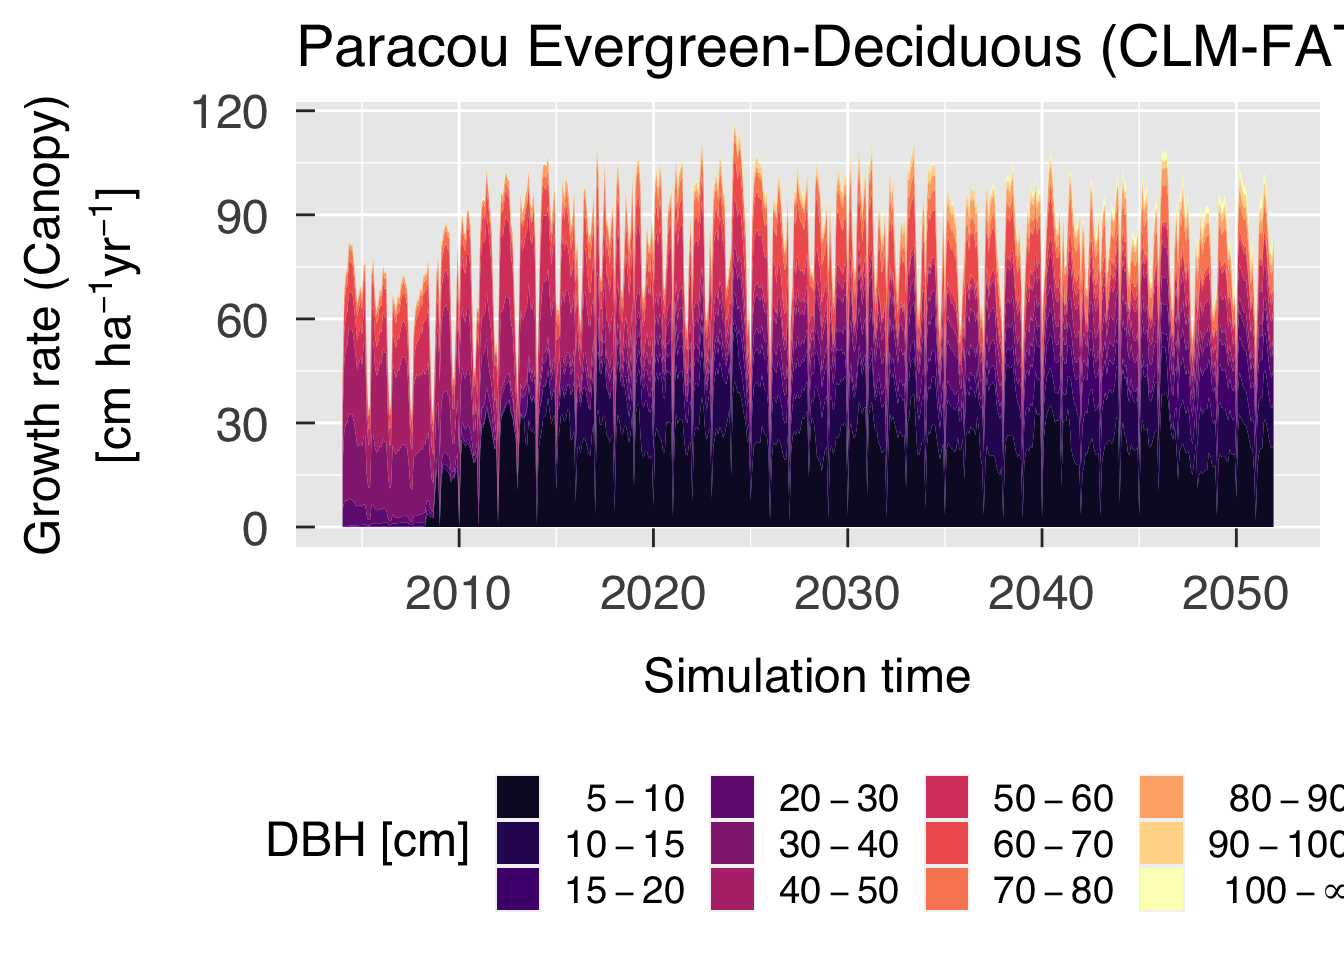 Paracou Evergreen-Deciduous (CLM-FAT
Growth rate (Canopy)
[cm ha⁻¹yr⁻¹]
120
90
60
30
0
2010 2020 2030 2040 2050
Simulation time
DBH [cm]
5 – 10 20 – 30 50 – 60 80 – 90
10 – 15 30 – 40 60 – 70 90 – 100
15 – 20 40 – 50 70 – 80 100 – ∞